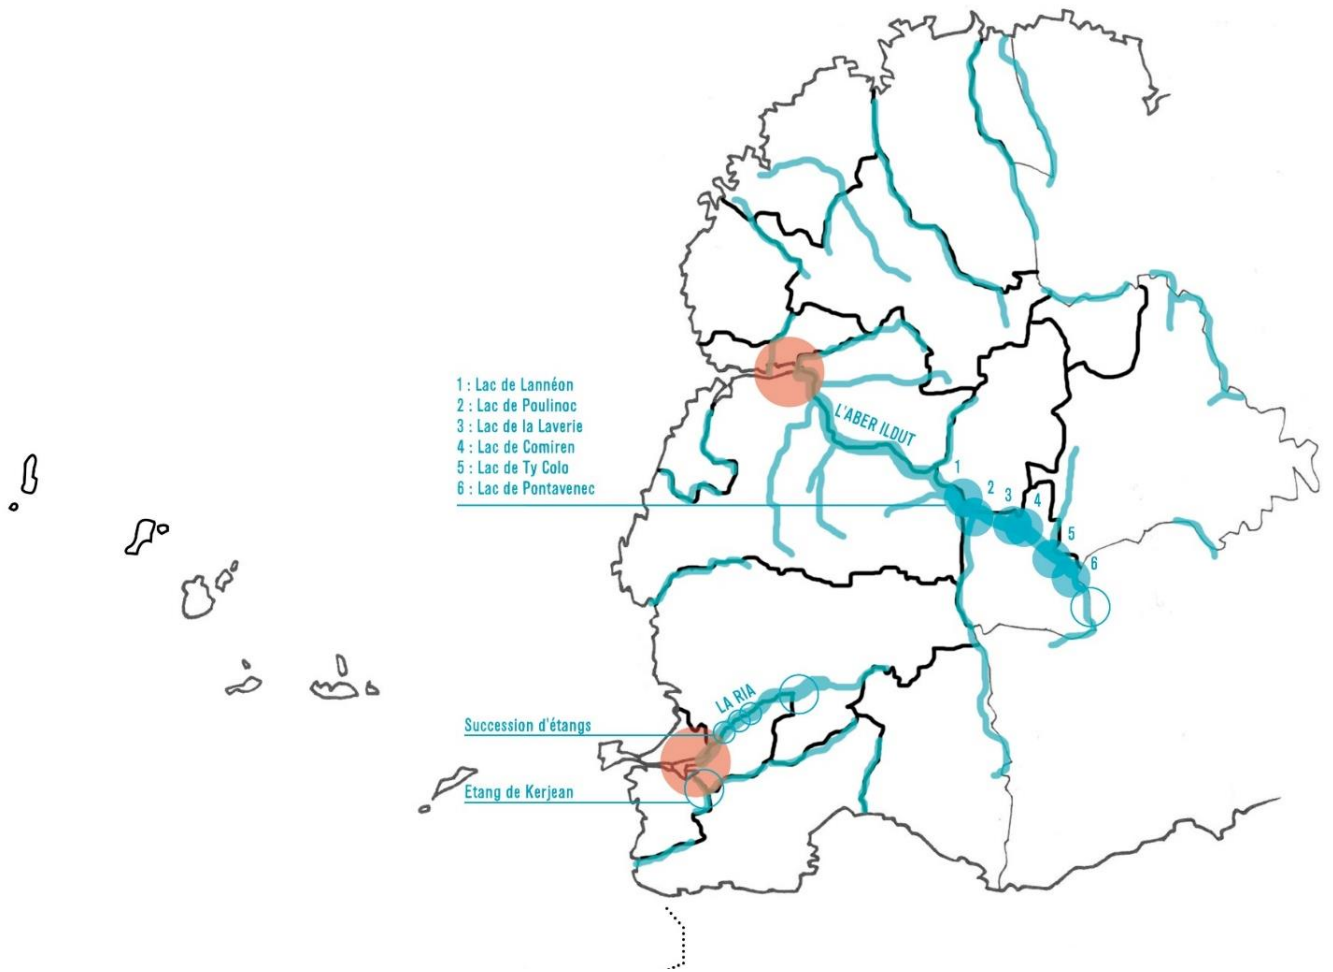 1 : Lac de Lannéon
2 : Lac de Poulinoc
3 : Lac de la Laverie
4 : Lac de Comiren
5 : Lac de Ty Colo
6 : Lac de Pontavenec
L'ABER ILDUT
1
2
3
4
5
6
LA RIA
Succession d'étangs
Etang de Kerjean